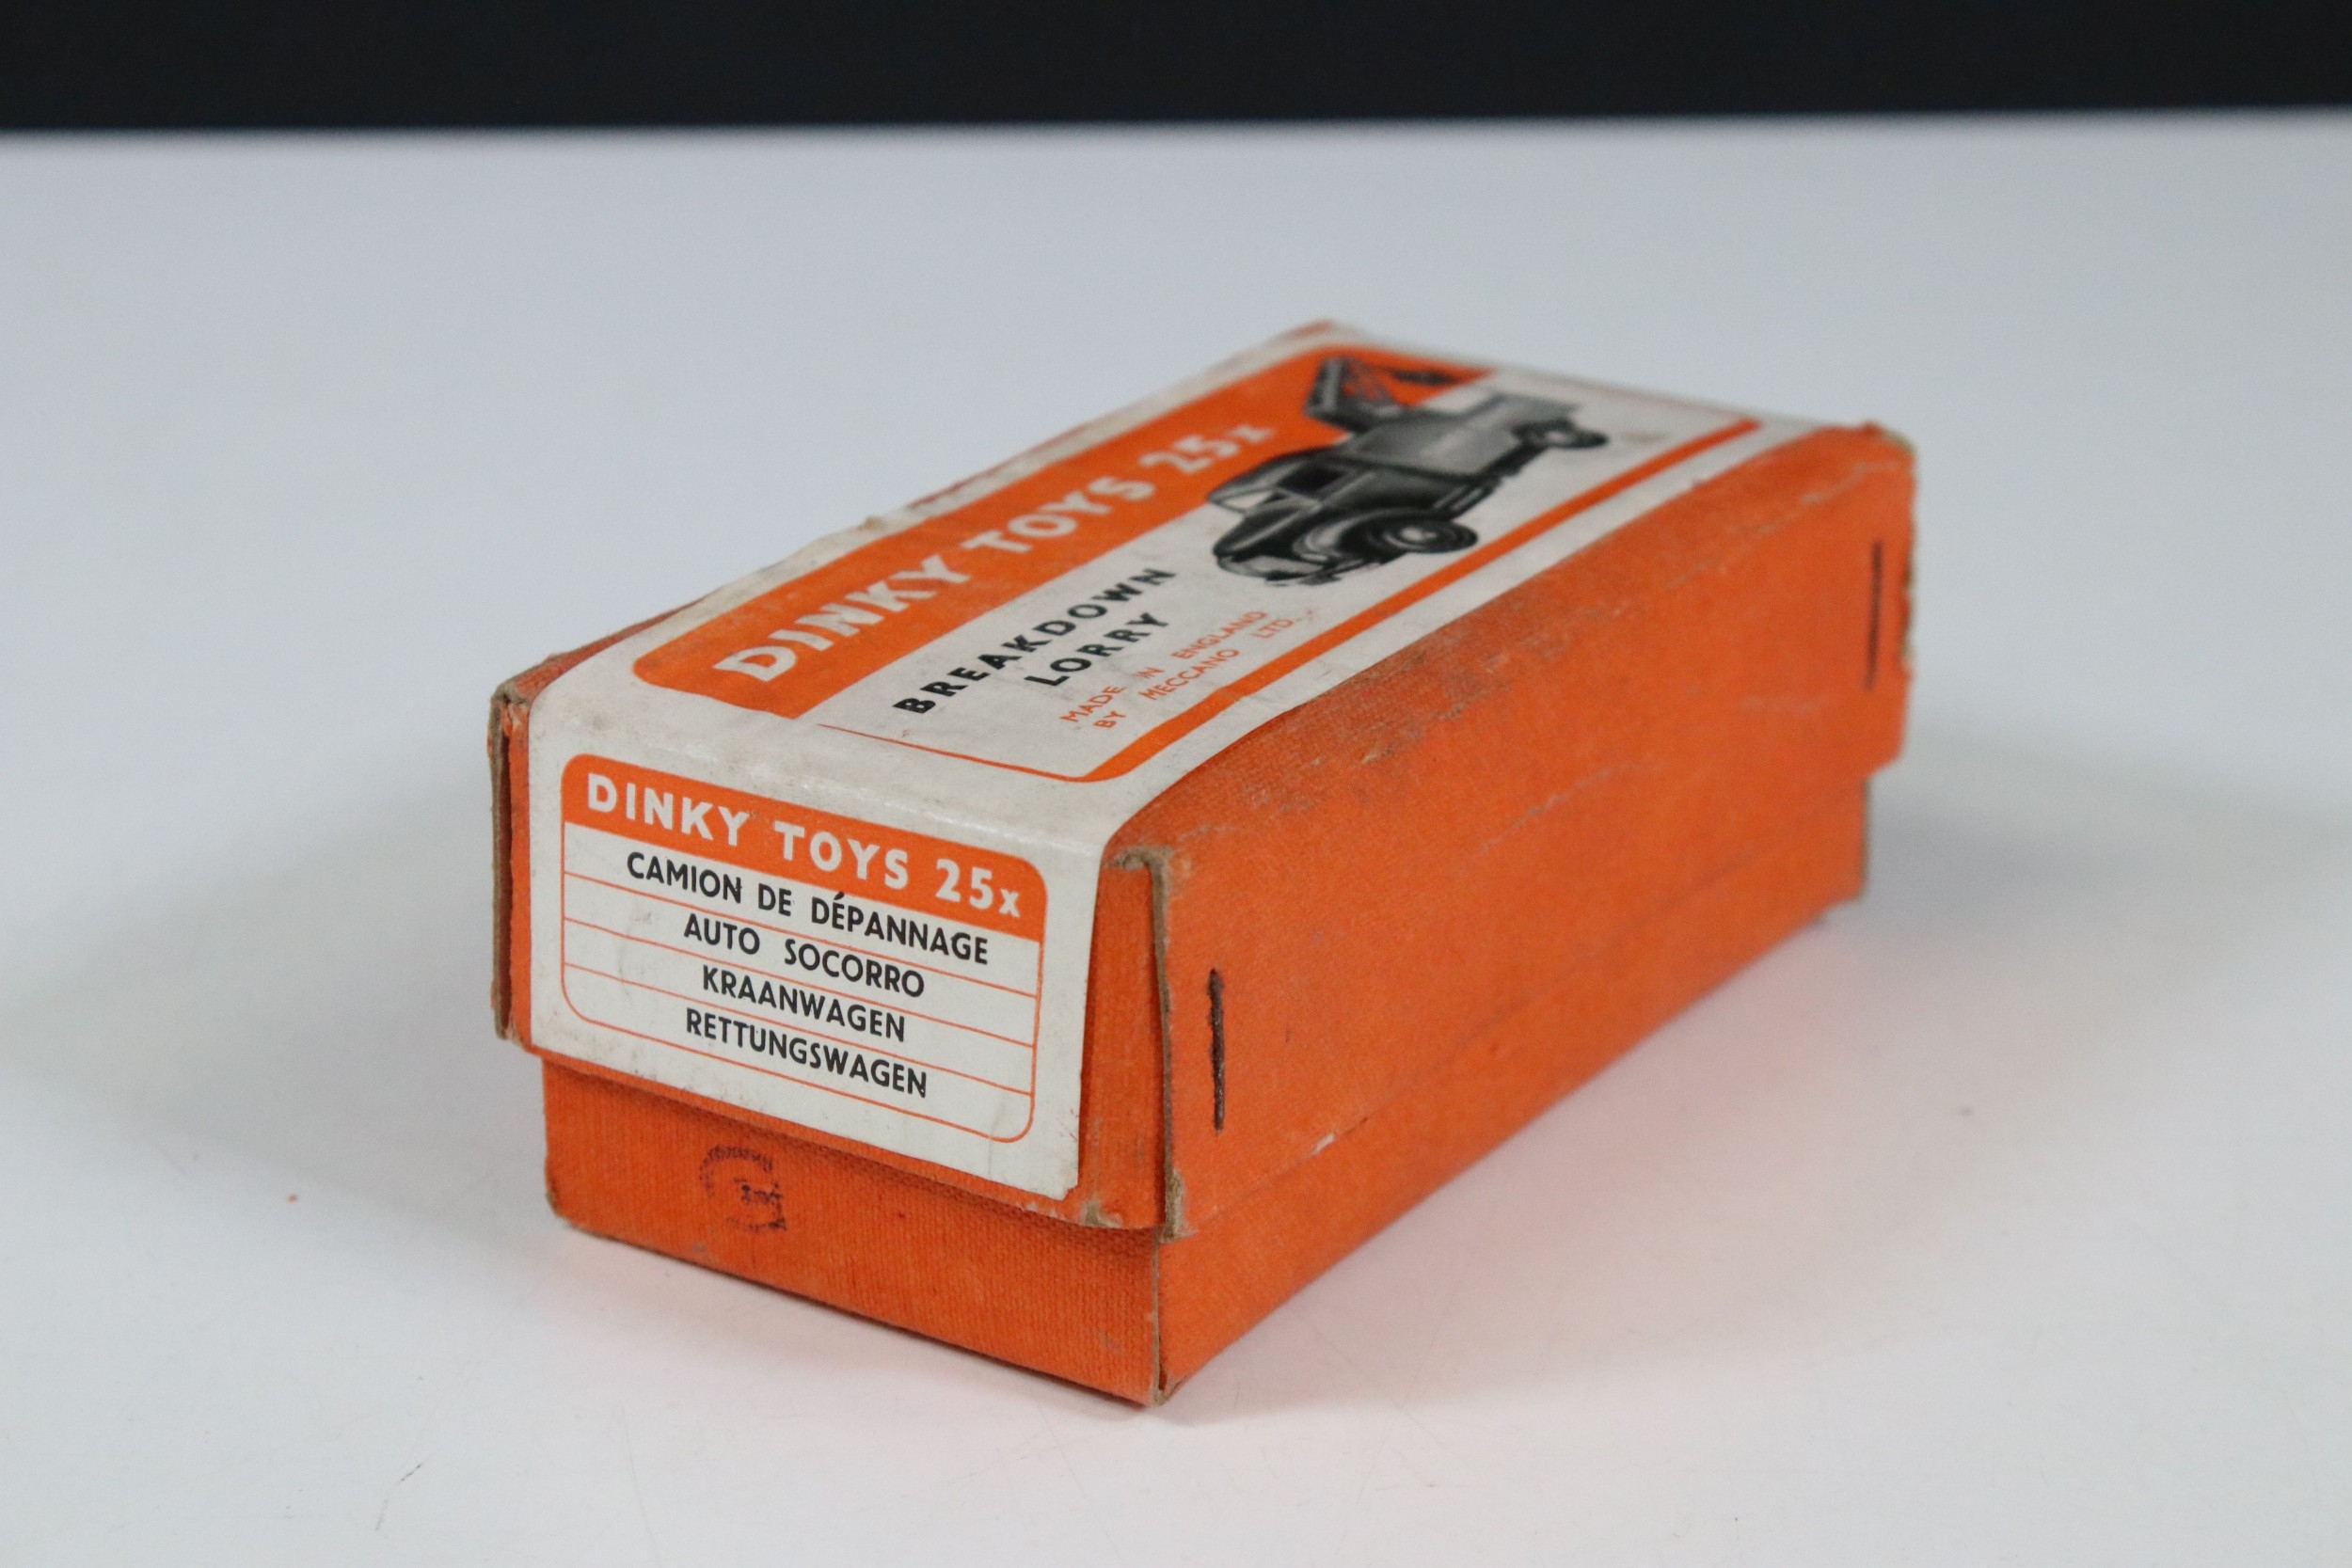 DINKY TOYS 25x
BREAKDOWN
LORRY
MADE IN ENGLAND
BY MECCANO LTD.
DINKY TOYS 25x
CAMION DE DÉPANNAGE
AUTO SOCORRO
KRAANWAGEN
RETTUNGSWAGEN